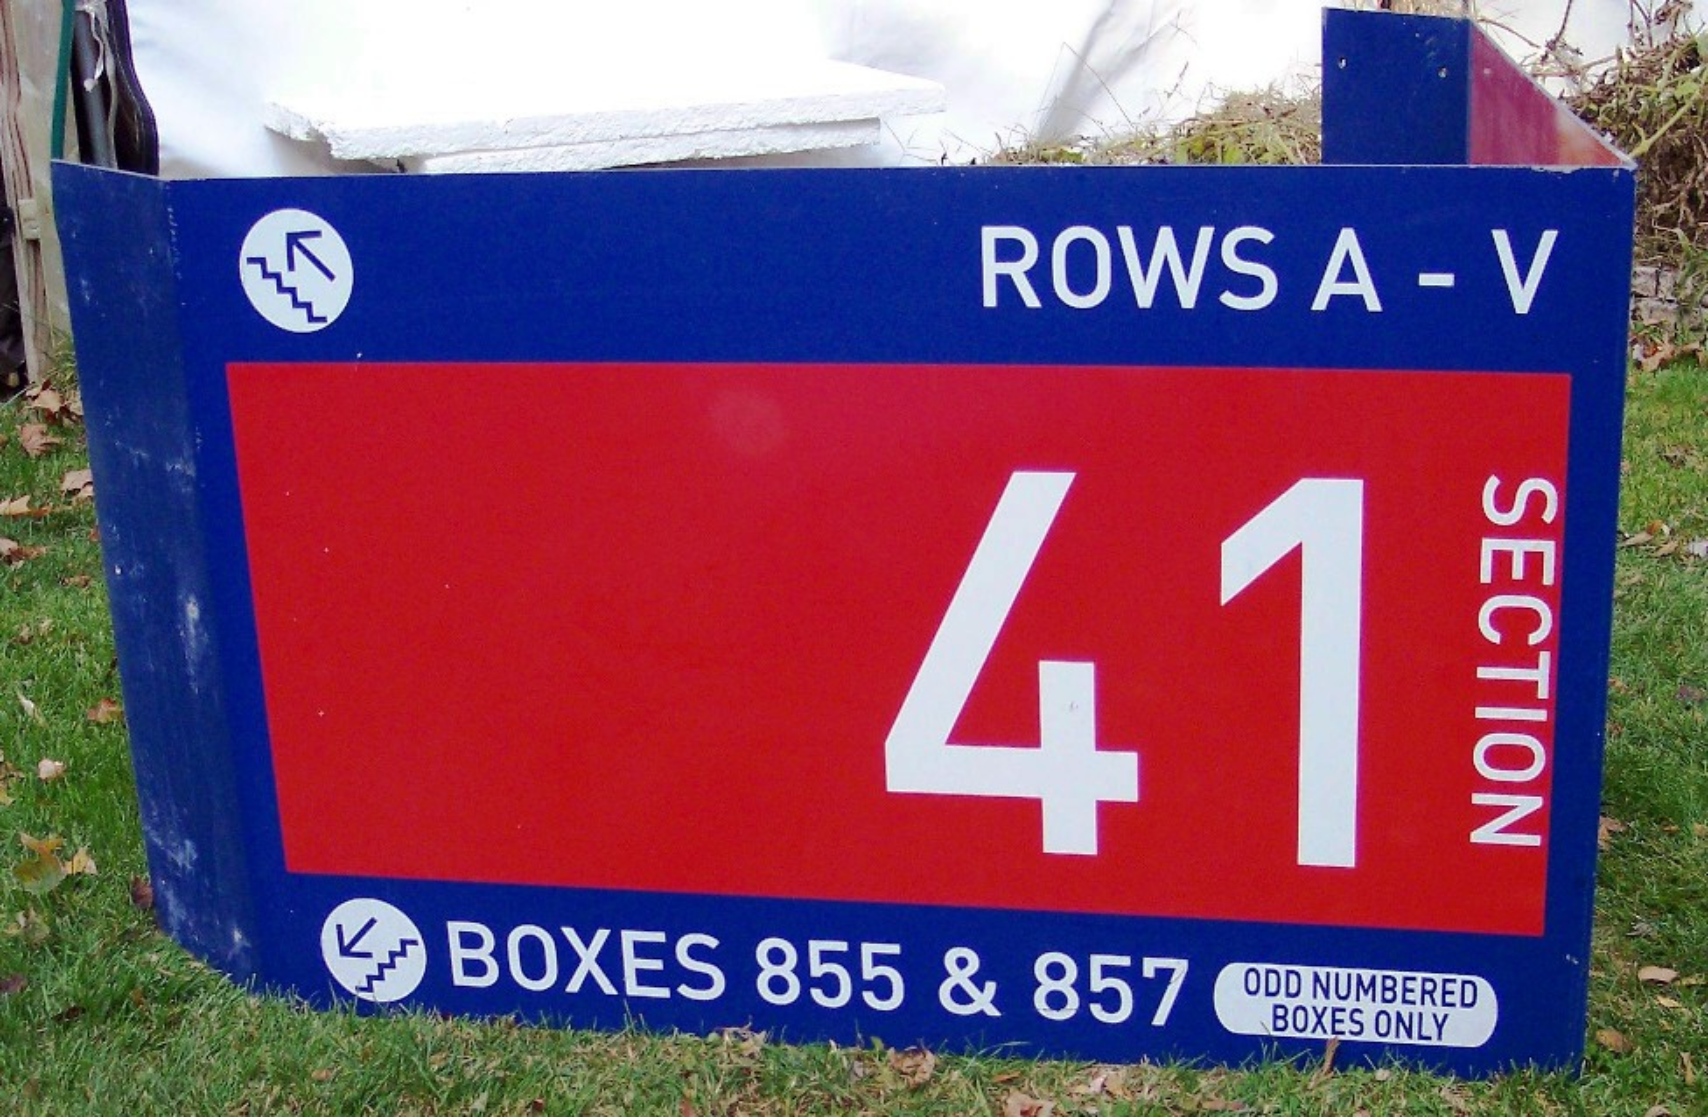 ROWS A - V
41
SECTION
BOXES 855 & 857
ODD NUMBERED
BOXES ONLY